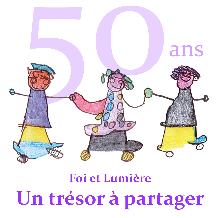 50 ans
Foi et Lumière
Un trésor à partager